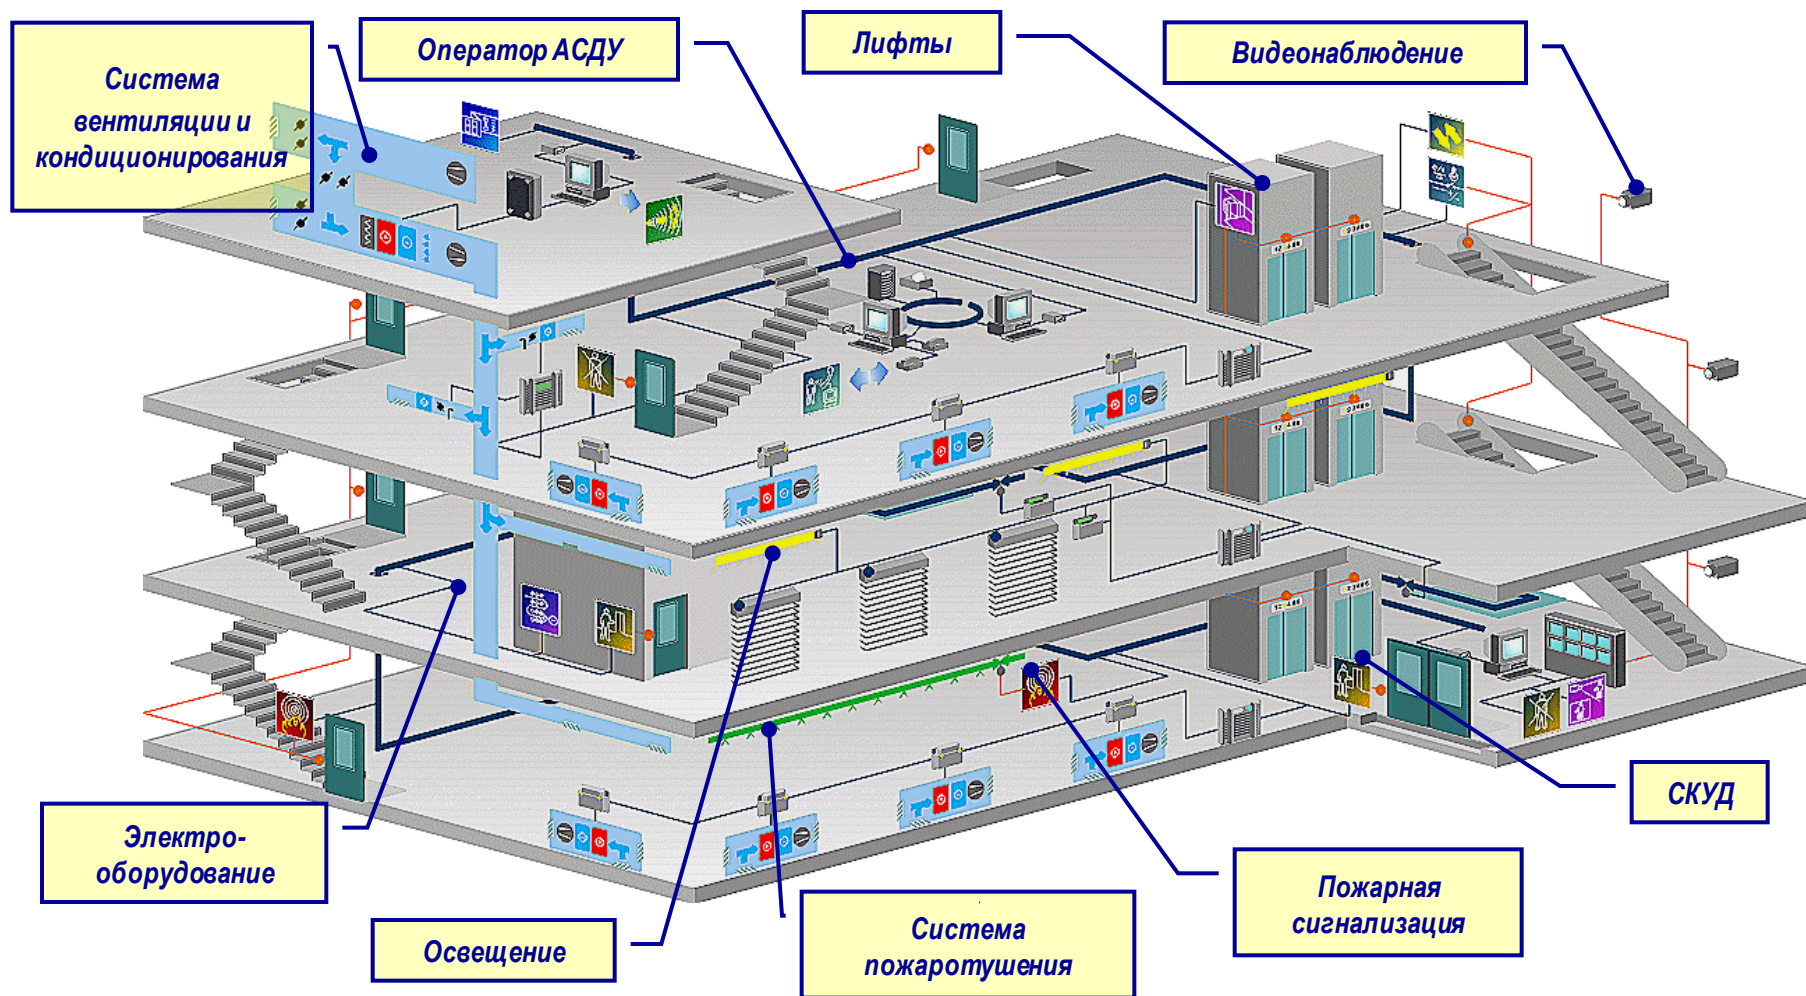 Система
вентиляции и
кондиционирования
Оператор АСДУ
Лифты
Видеонаблюдение
СКУД
Электро-
оборудование
Освещение
Система
пожаротушения
Пожарная
сигнализация